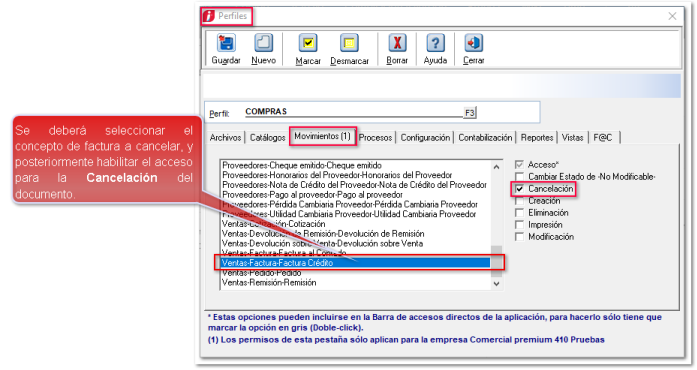 Perfiles
Guardar Nuevo Marcar Desmarcar Borrar Ayuda Cerrar
Perfil: COMPRAS F3
Archivos Catálogos Movimientos (1) Procesos Configuración Contabilización Reportes Vistas F@C
Se deberá seleccionar el
concepto de factura a cancelar, y
posteriormente habilitar el acceso
para la Cancelación del
documento.
Proveedores-Cheque emitido-Cheque emitido
Proveedores-Honorarios del Proveedor-Honorarios del Proveedor
Proveedores-Nota de Crédito del Proveedor-Nota de Crédito del Proveedor
Proveedores-Pago al proveedor-Pago al proveedor
Proveedores-Pérdida Cambiaria Proveedor-Pérdida Cambiaria Proveedor
Proveedores-Utilidad Cambiaria Proveedor-Utilidad Cambiaria Proveedor
Ventas-Cotización-Cotización
Ventas-Devolución de Remisión-Devolución de Remisión
Ventas-Devolución sobre Venta-Devolución sobre Venta
Ventas-Factura-Factura al Contado
Ventas-Factura-Factura Crédito
Ventas-Pedido-Pedido
Ventas-Remisión-Remisión
Acceso*
Cambiar Estado de -No Modificable-
Cancelación
Creación
Eliminación
Impresión
Modificación
* Estas opciones pueden incluirse en la Barra de accesos directos de la aplicación, para hacerlo sólo tiene que
marcar la opción en gris (Doble-click).
(1) Los permisos de esta pestaña sólo aplican para la empresa Comercial premium 410 Pruebas